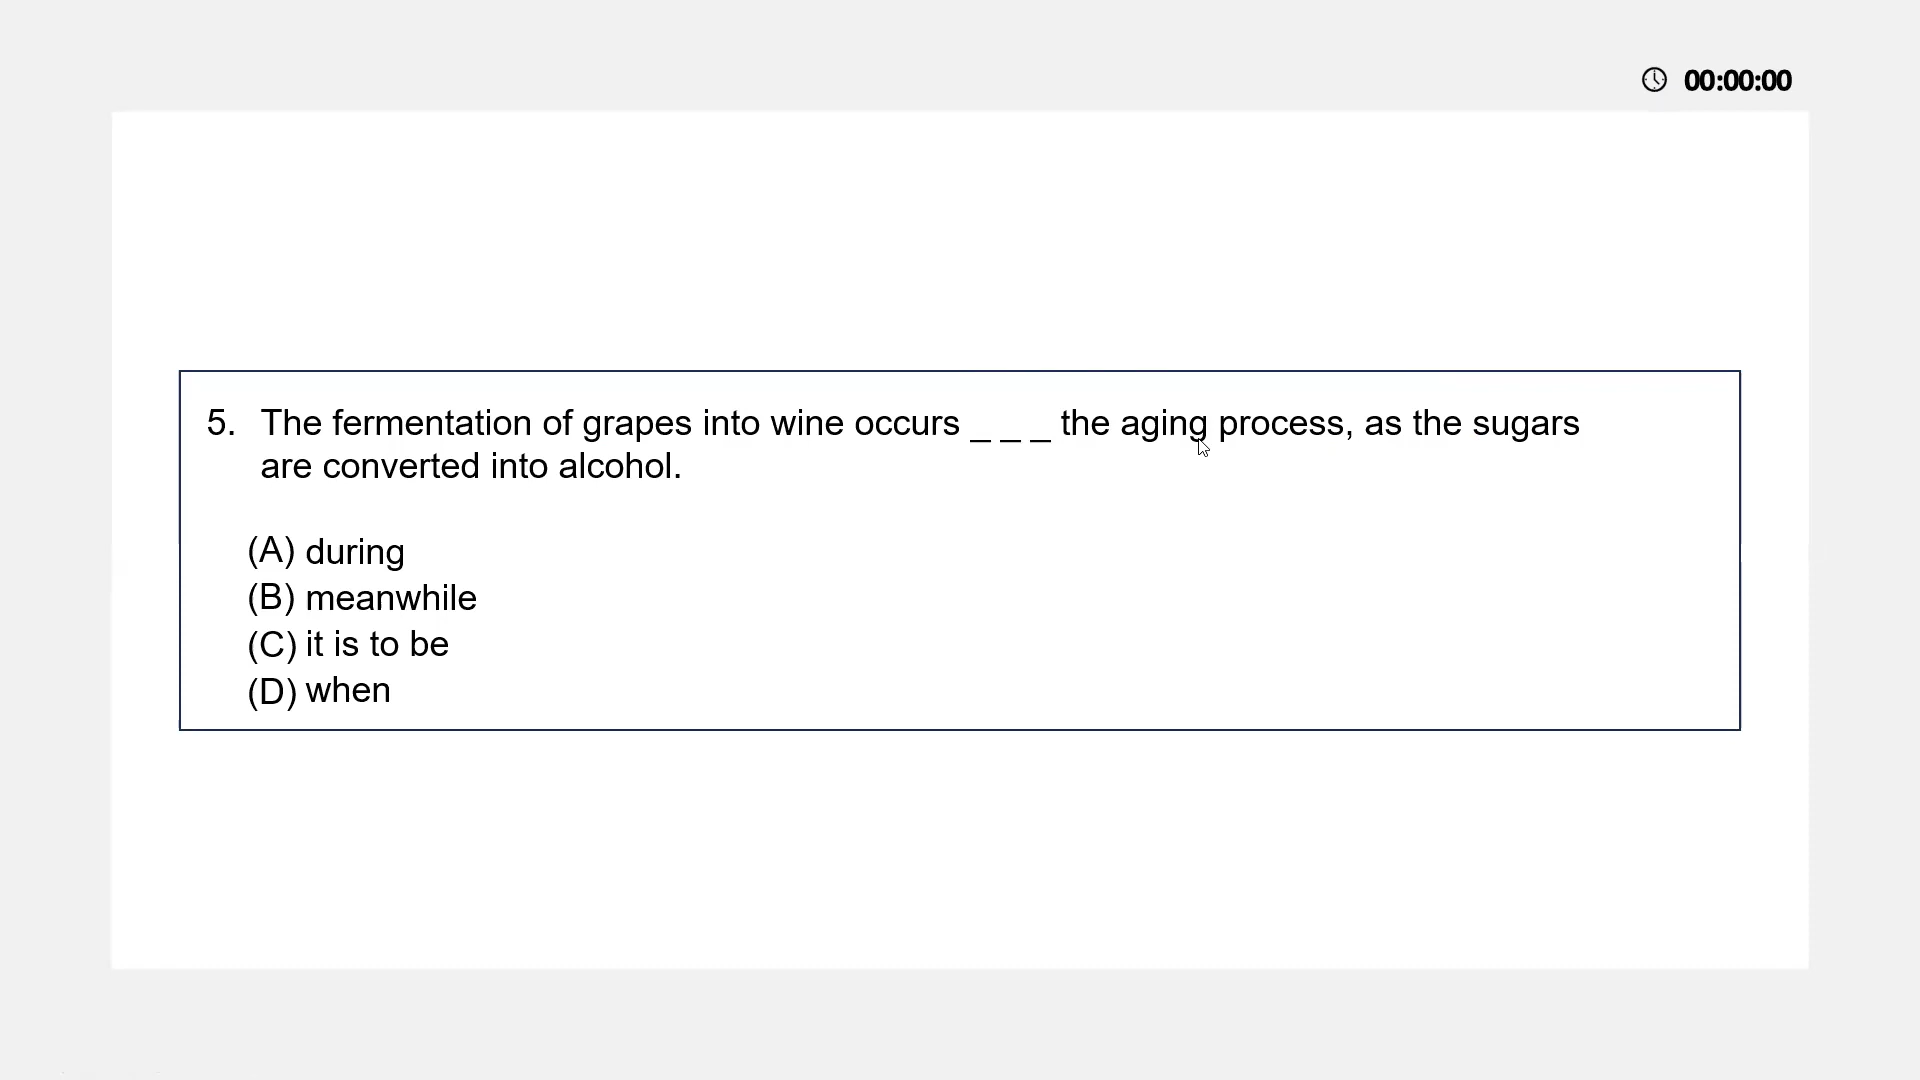 00:00:00
5. The fermentation of grapes into wine occurs _ _ _ the aging process, as the sugars
are converted into alcohol.
(A) during
(B) meanwhile
(C) it is to be
(D) when